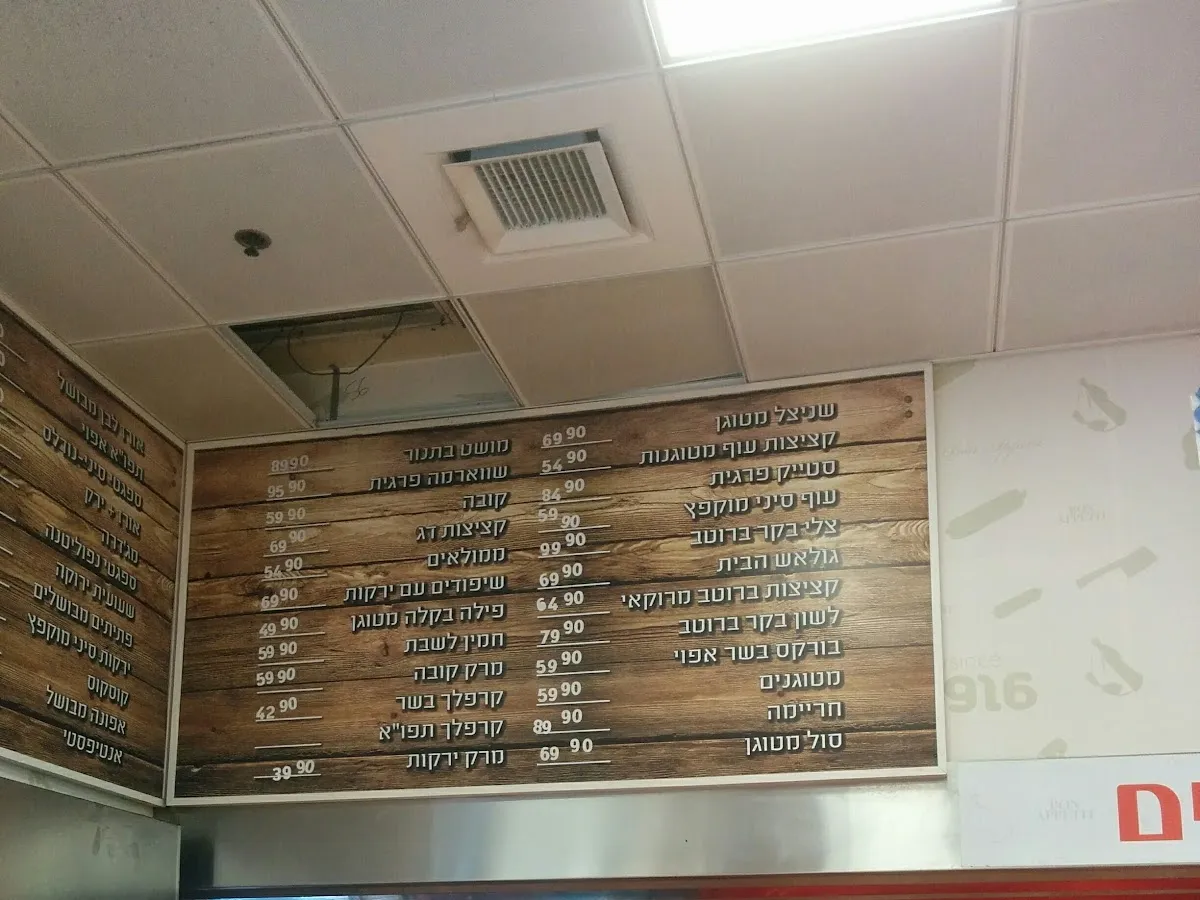 שניצל מטוגן 69.90
קציצות עוף מטוגנות 54.90
סטייק פרגית 84.90
עוף סיני מוקפץ 59.90
צלי בקר ברוטב 99.90
גולאש הבית 69.90
קציצות ברוטב מרוקאי 64.90
לשון בקר ברוטב 79.90
בורקס בשר אפוי 59.90
מטוגנים 59.90
חריימה 89.90
סול מטוגן 69.90
מושט בתנור 89.90
שווארמה פרגית 95.90
קובה 59.90
קציצות דג 69.90
ממולאים 54.90
שיפודים עם ירקות 69.90
פילה בקלה מטוגן 49.90
חמין לשבת 59.90
מרק קובה 59.90
קרפלך בשר 42.90
קרפלך תפו"א
מרק ירקות 39.90
אורז לבן מבושל
תפו"א אפוי
ספגטי סיני-נודלס
אורז + ירק
מג'דרה
ספגטי נפוליטנה
שעועית ירוקה
פתיתים מבושלים
ירקות סיני מוקפץ
קוסקוס
אפונה מבושל
אנטיפסטי
since
BON
APPETIT